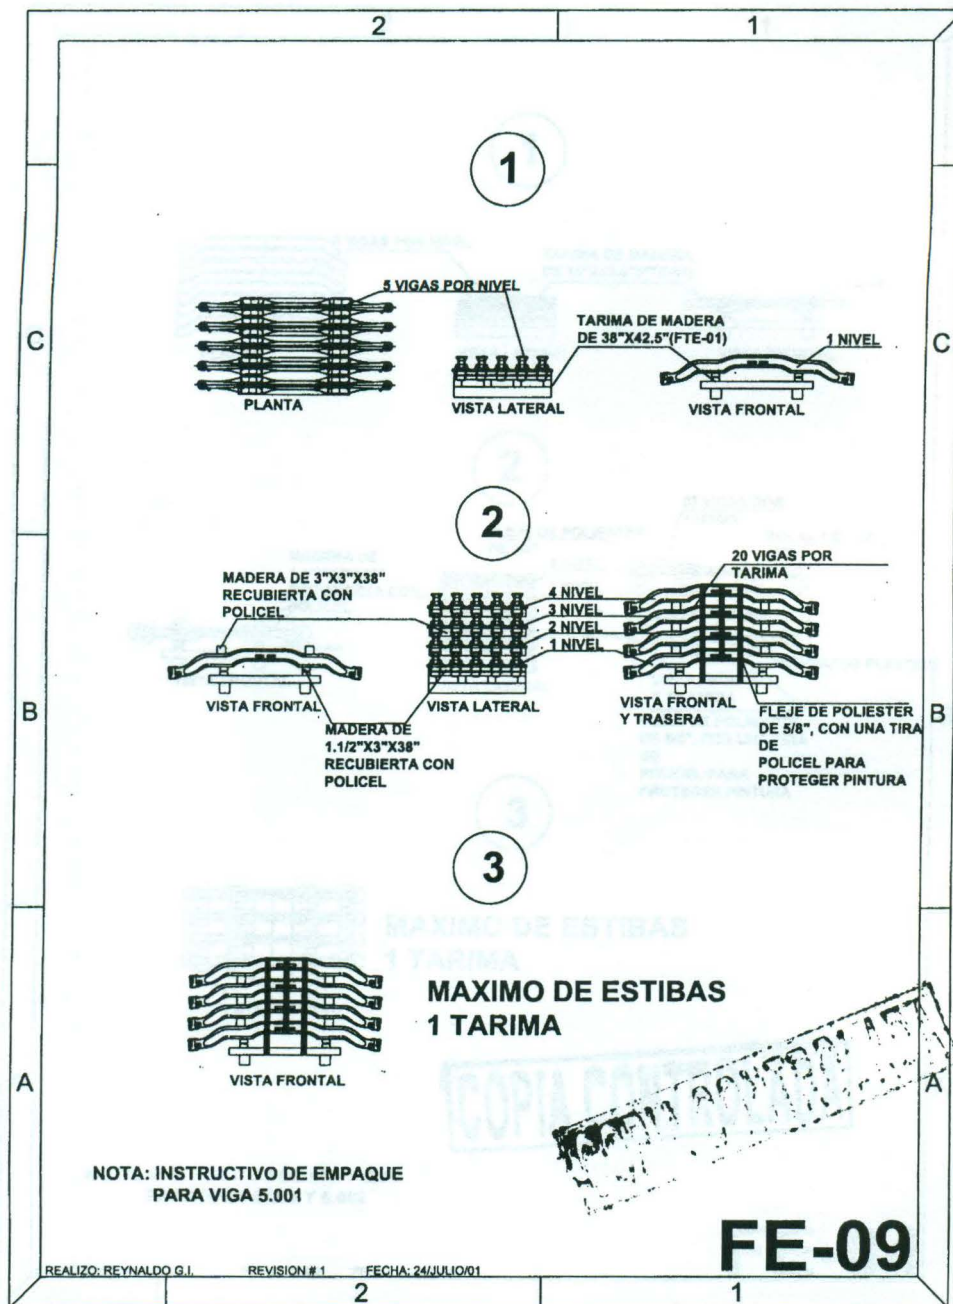 2
1
C
C
1
5 VIGAS POR NIVEL
PLANTA
VISTA LATERAL
TARIMA DE MADERA
DE 38"X42.5"(FTE-01)
1 NIVEL
VISTA FRONTAL
2
MADERA DE 3"X3"X38"
RECUBIERTA CON
POLICEL
VISTA FRONTAL
MADERA DE
1.1/2"X3"X38"
RECUBIERTA CON
POLICEL
4 NIVEL
3 NIVEL
2 NIVEL
1 NIVEL
VISTA LATERAL
20 VIGAS POR
TARIMA
VISTA FRONTAL
Y TRASERA
FLEJE DE POLIESTER
DE 5/8", CON UNA TIRA
DE
POLICEL PARA
PROTEGER PINTURA
B
B
3
VISTA FRONTAL
MAXIMO DE ESTIBAS
1 TARIMA
A
A
COPIA CONTROLADA
NOTA: INSTRUCTIVO DE EMPAQUE
PARA VIGA 5.001
FE-09
REALIZO: REYNALDO G.I.
REVISION # 1
FECHA: 24/JULIO/01
2
1